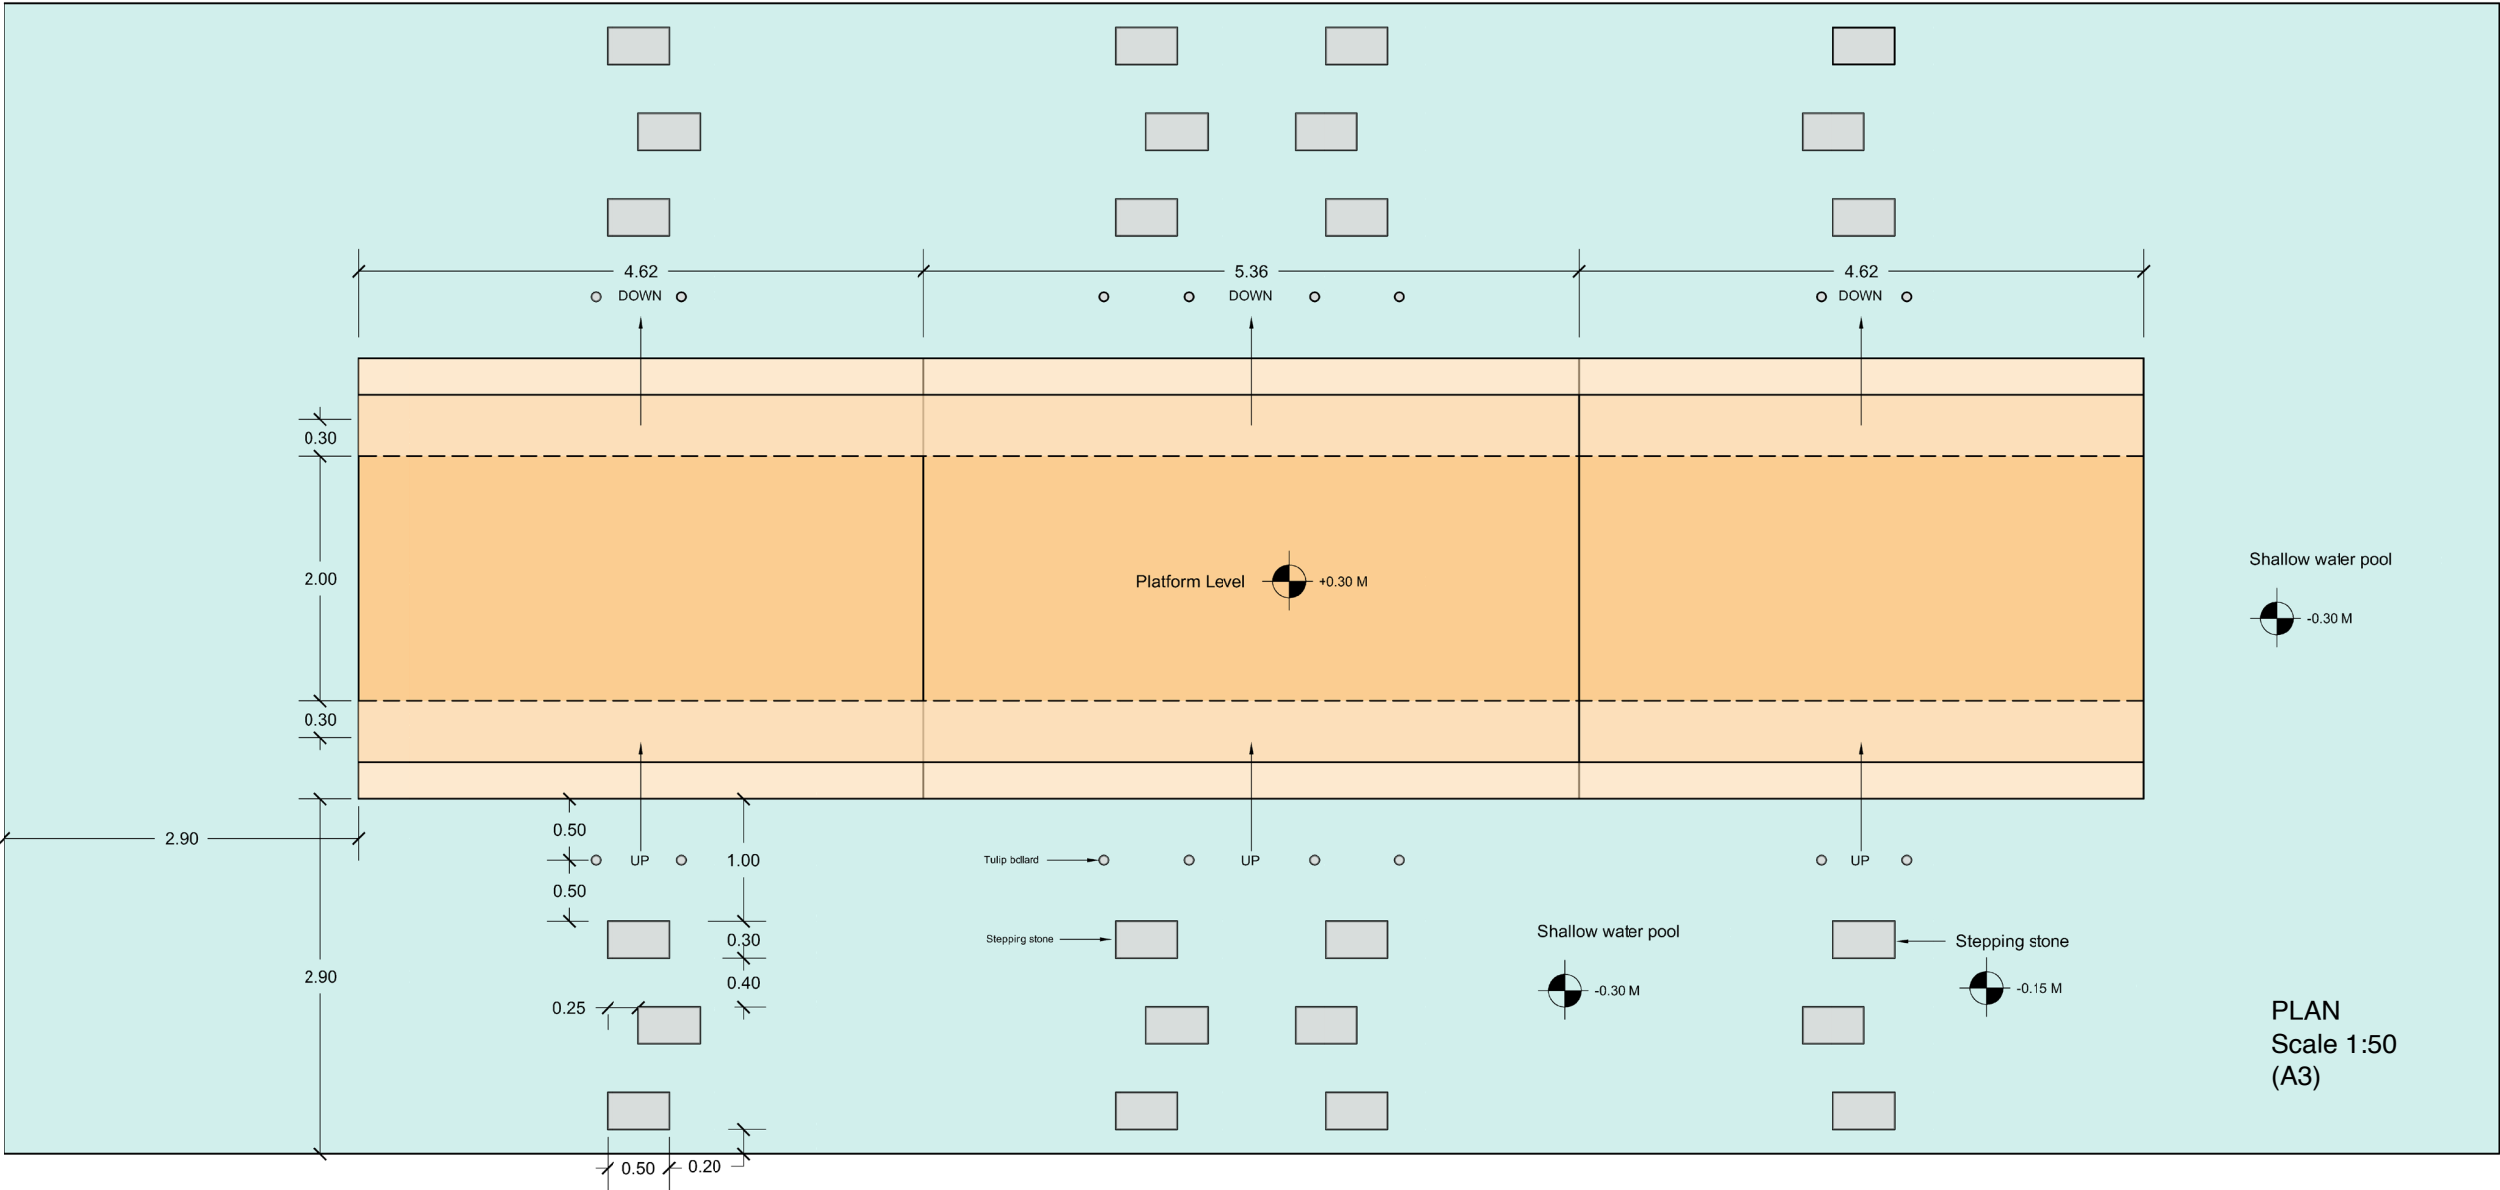 4.62
5.36
4.62
DOWN
DOWN
DOWN
0.30
2.00
0.30
Platform Level
+0.30 M
Shallow water pool
-0.30 M
2.90
0.50
1.00
UP
Tulip bollard
UP
UP
0.50
0.30
Stepping stone
Shallow water pool
Stepping stone
2.90
0.40
-0.30 M
-0.15 M
0.25
PLAN
Scale 1:50
(A3)
0.50
0.20